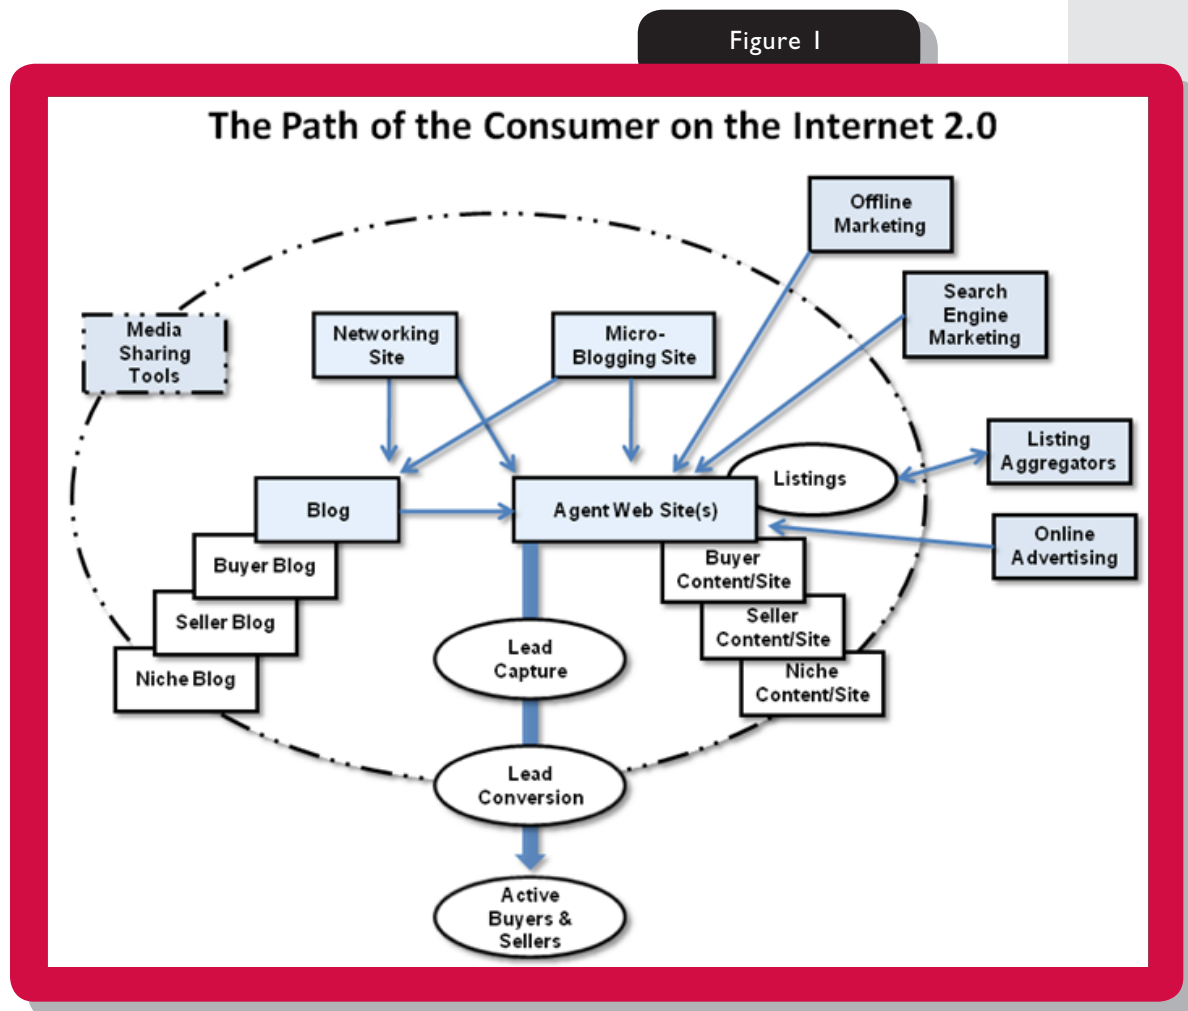 Figure 1
The Path of the Consumer on the Internet 2.0
Offline
Marketing
Search
Engine
Marketing
Media
Sharing
Tools
Networking
Site
Micro-
Blogging Site
Listing
Aggregators
Listings
Blog
Agent Web Site(s)
Online
Advertising
Buyer Blog
Buyer
Content/Site
Seller Blog
Seller
Content/Site
Lead
Capture
Niche Blog
Niche
Content/Site
Lead
Conversion
Active
Buyers &
Sellers